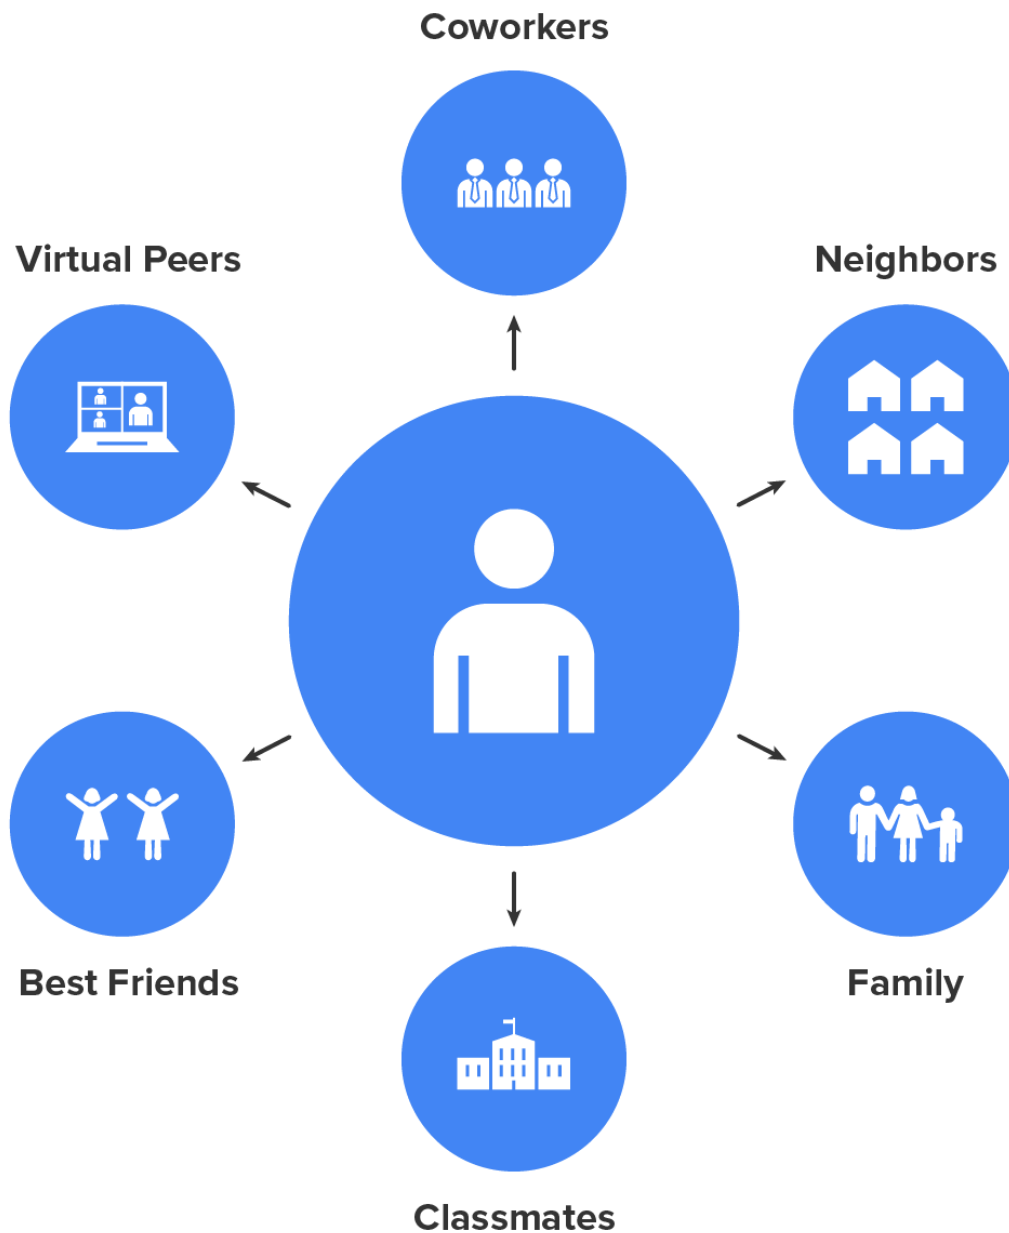 Coworkers
Virtual Peers
Neighbors
Best Friends
Family
Classmates